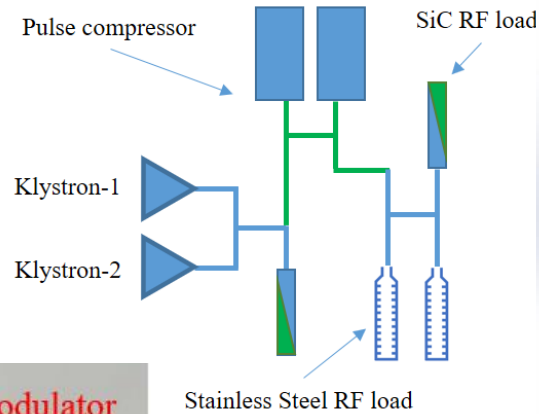 Pulse compressor
SiC RF load
Klystron-1
Klystron-2
odulator
Stainless Steel RF load